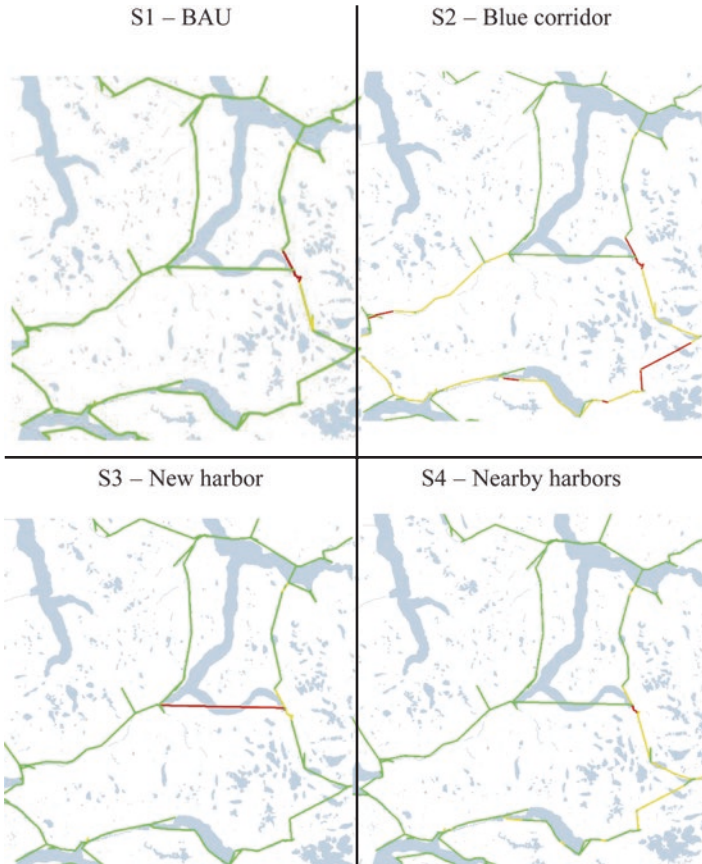 S1 – BAU
S2 – Blue corridor
S3 – New harbor
S4 – Nearby harbors